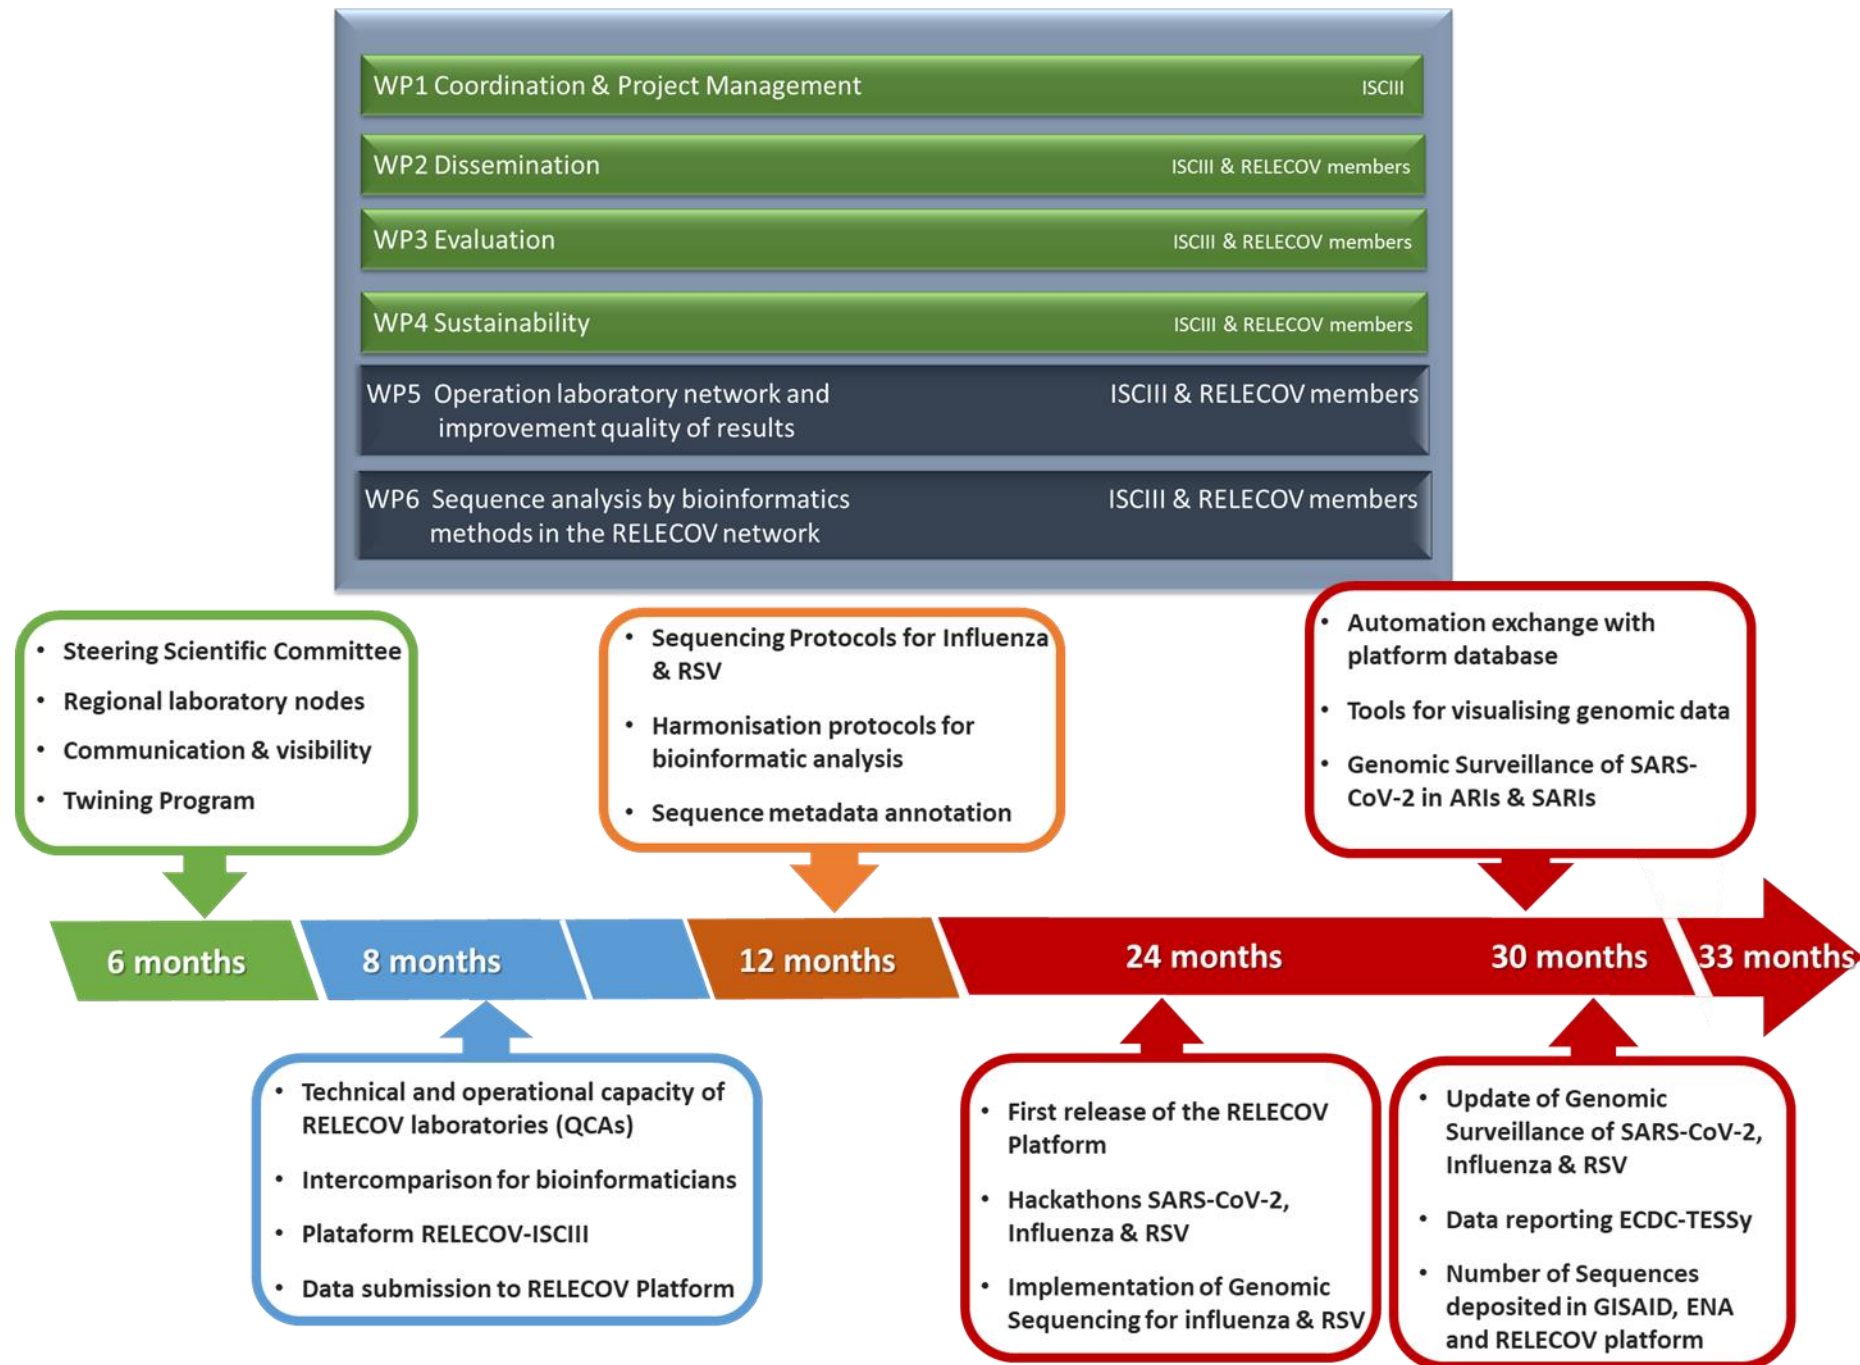 WP1 Coordination & Project Management ISCIII
WP2 Dissemination ISCIII & RELECOV members
WP3 Evaluation ISCIII & RELECOV members
WP4 Sustainability ISCIII & RELECOV members
WP5 Operation laboratory network and ISCIII & RELECOV members
improvement quality of results
WP6 Sequence analysis by bioinformatics ISCIII & RELECOV members
methods in the RELECOV network
• Steering Scientific Committee
• Regional laboratory nodes
• Communication & visibility
• Twining Program
• Sequencing Protocols for Influenza
& RSV
• Harmonisation protocols for
bioinformatic analysis
• Sequence metadata annotation
• Automation exchange with
platform database
• Tools for visualising genomic data
• Genomic Surveillance of SARS-
CoV-2 in ARIs & SARIs
6 months
8 months
12 months
24 months
30 months
33 months
• Technical and operational capacity of
RELECOV laboratories (QCAs)
• Intercomparison for bioinformaticians
• Plataform RELECOV-ISCIII
• Data submission to RELECOV Platform
• First release of the RELECOV
Platform
• Hackathons SARS-CoV-2,
Influenza & RSV
• Implementation of Genomic
Sequencing for influenza & RSV
• Update of Genomic
Surveillance of SARS-CoV-2,
Influenza & RSV
• Data reporting ECDC-TESSy
• Number of Sequences
deposited in GISAID, ENA
and RELECOV platform